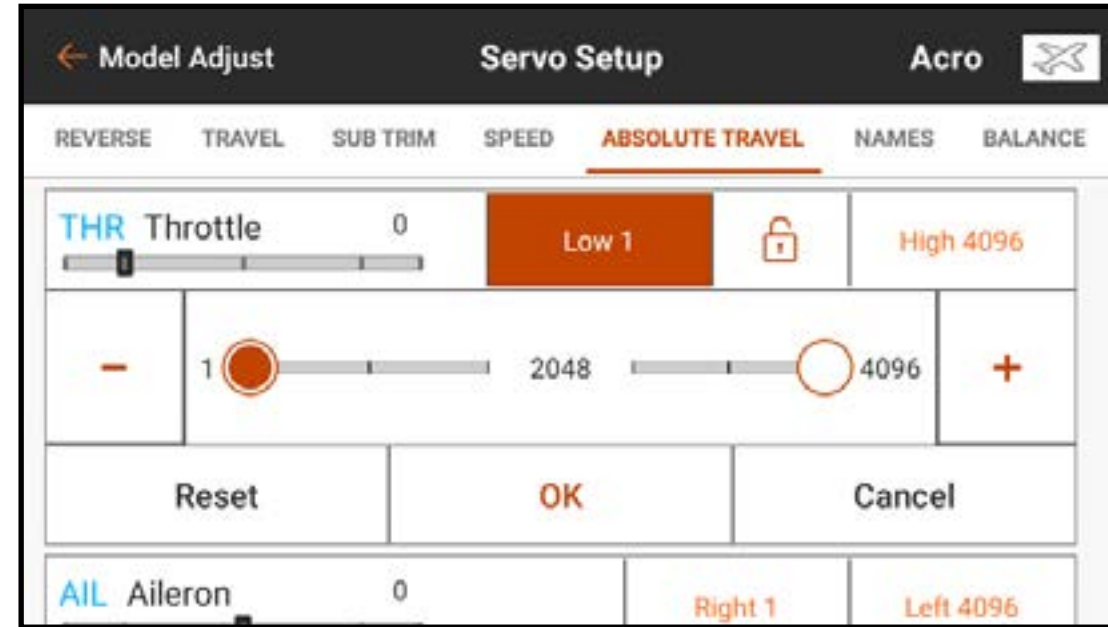 Model Adjust Servo Setup Acro
REVERSE TRAVEL SUB TRIM SPEED ABSOLUTE TRAVEL NAMES BALANCE
THR Throttle 0 Low 1 High 4096
1 2048 4096
Reset OK Cancel
AIL Aileron 0 Right 1 Left 4096